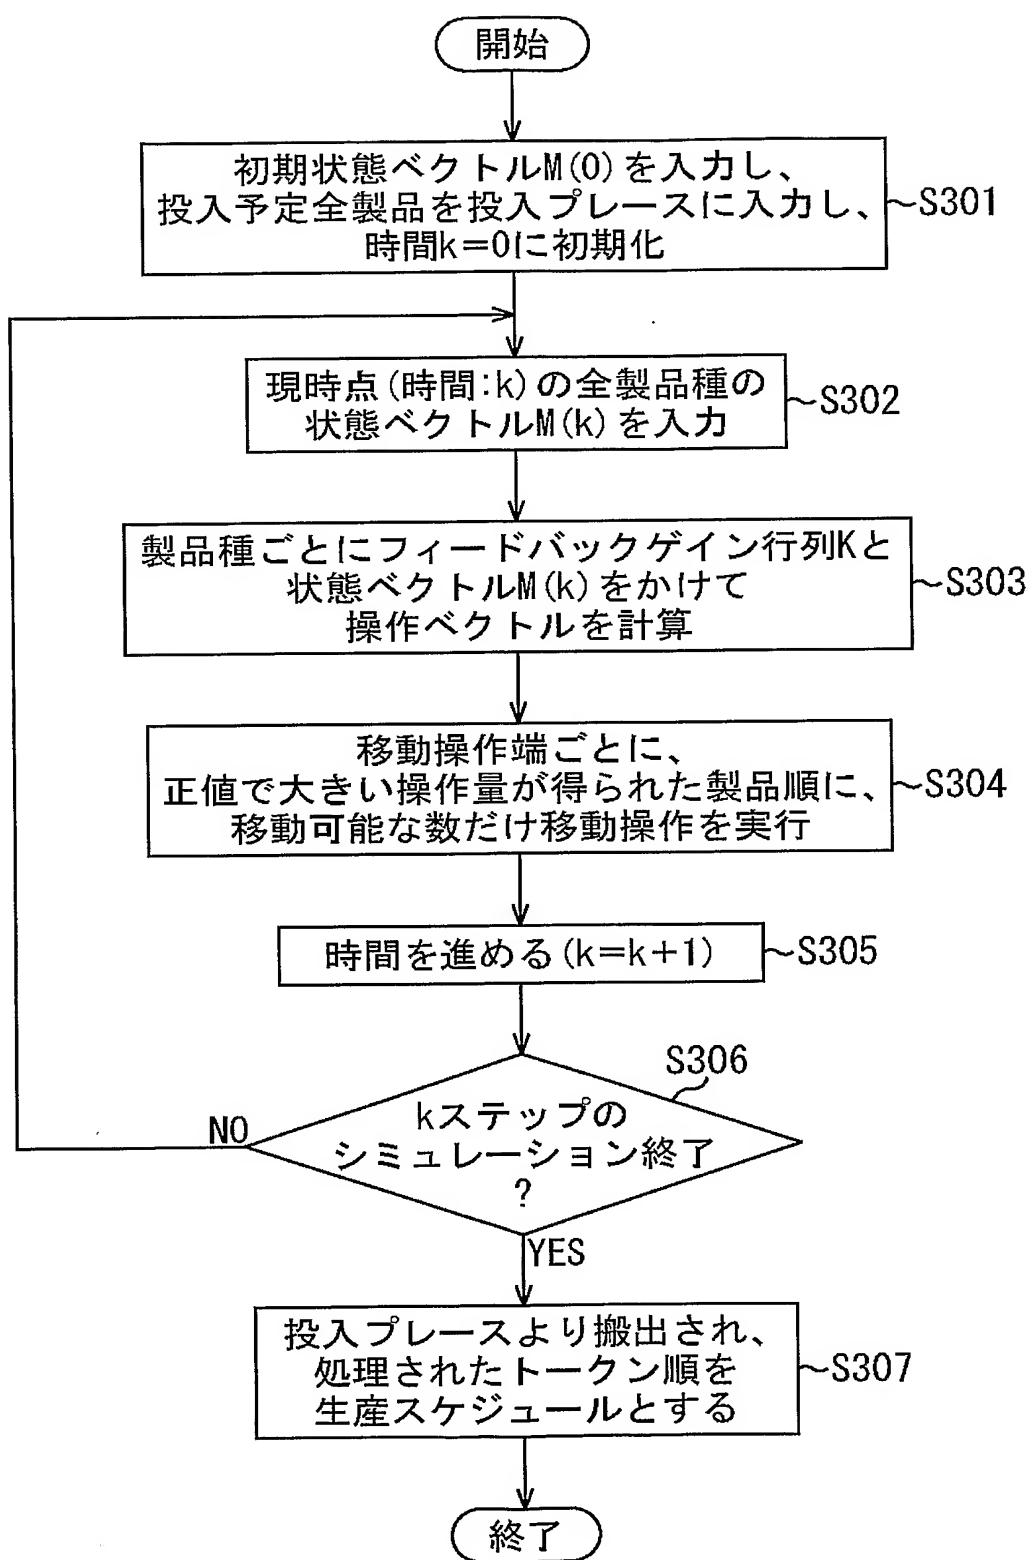 開始
初期状態ベクトルM(0)を入力し、
投入予定全製品を投入プレースに入力し、
時間k=0に初期化
S301
現時点(時間:k)の全製品種の
状態ベクトルM(k)を入力
S302
製品種ごとにフィードバックゲイン行列Kと
状態ベクトルM(k)をかけて
操作ベクトルを計算
S303
移動操作端ごとに、
正値で大きい操作量が得られた製品順に、
移動可能な数だけ移動操作を実行
S304
時間を進める(k=k+1)
S305
S306
kステップの
シミュレーション終了
?
NO
YES
投入プレースより搬出され、
処理されたトークン順を
生産スケジュールとする
S307
終了